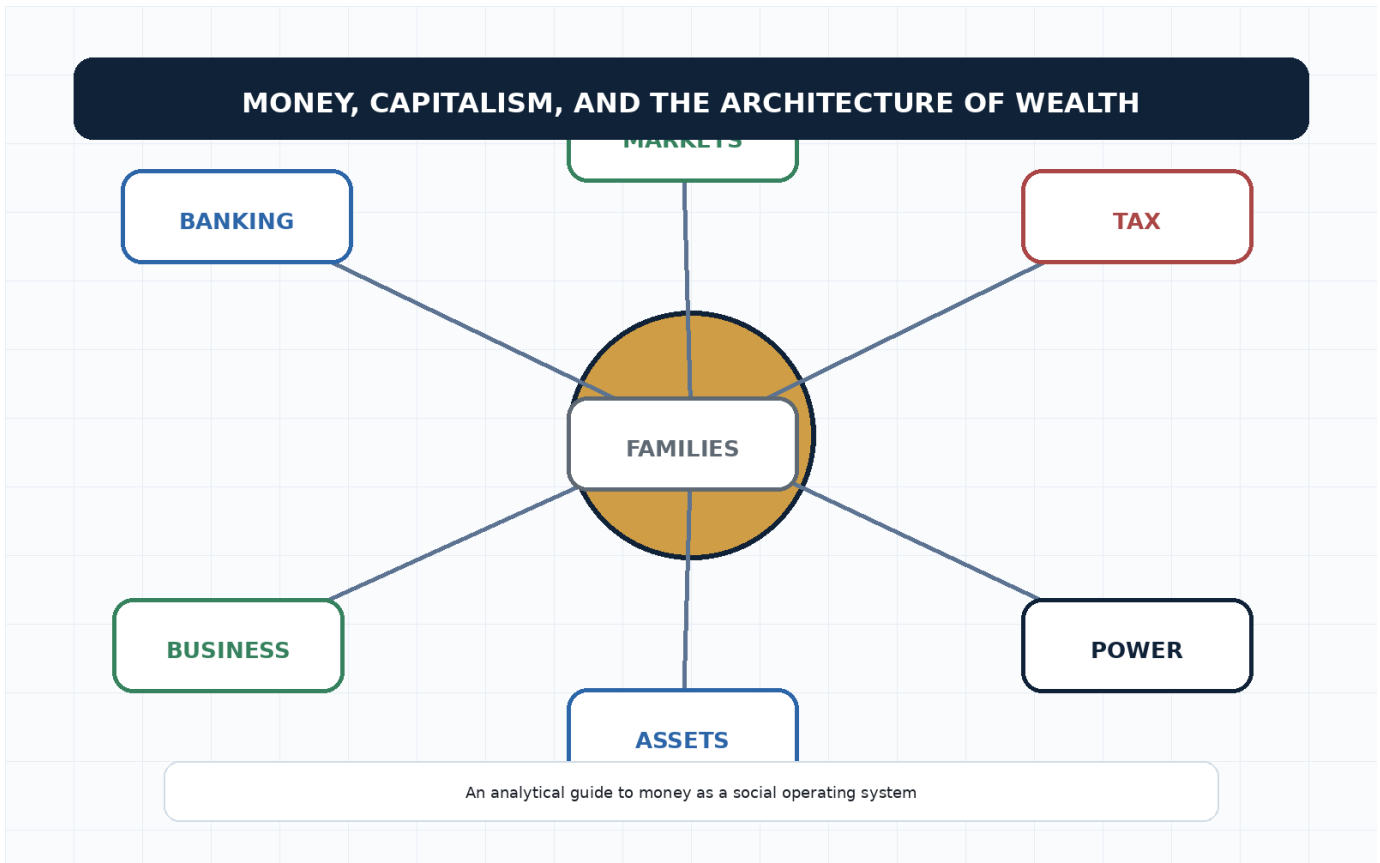 MONEY, CAPITALISM, AND THE ARCHITECTURE OF WEALTH
MARKETS
BANKING
TAX
FAMILIES
BUSINESS
POWER
ASSETS
An analytical guide to money as a social operating system